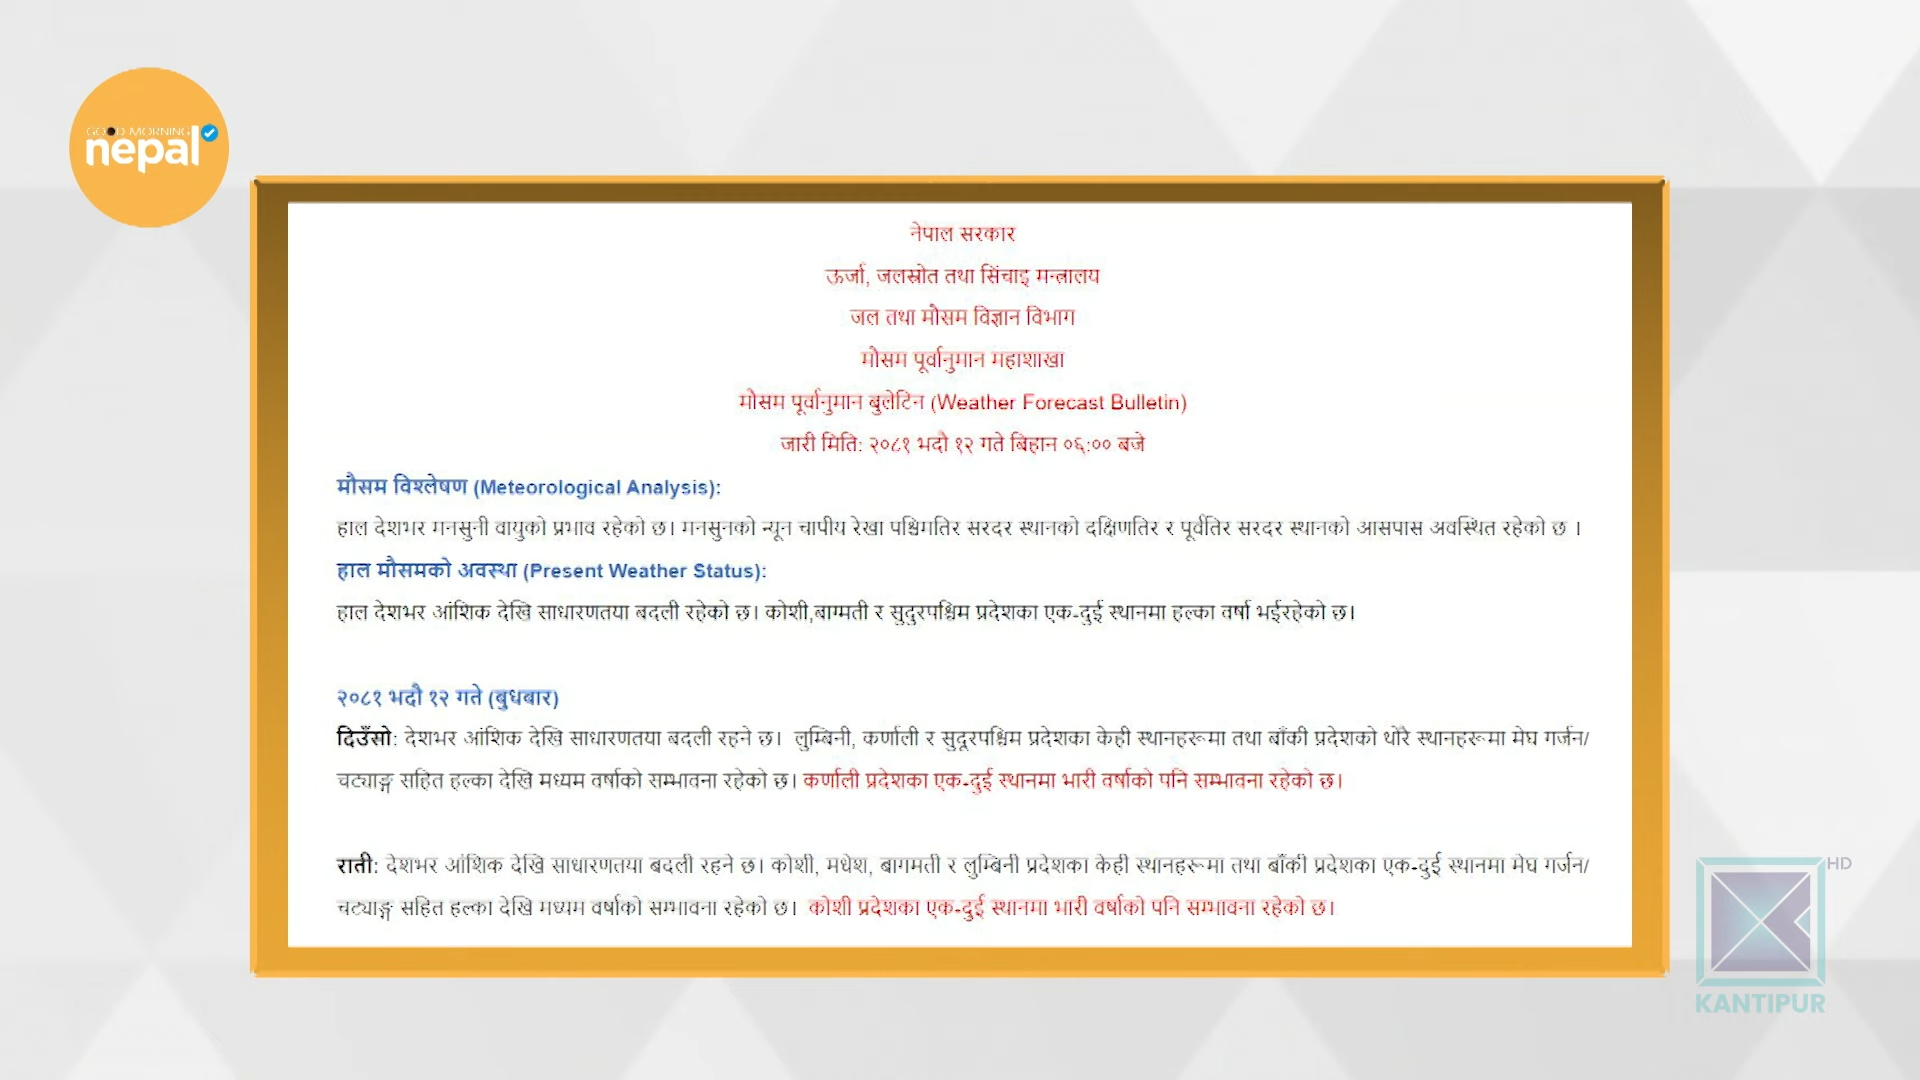 GOOD MORNING
nepal
नेपाल सरकार
ऊर्जा, जलस्रोत तथा सिंचाइ मन्त्रालय
जल तथा मौसम विज्ञान विभाग
मौसम पूर्वानुमान महाशाखा
मौसम पूर्वानुमान बुलेटिन (Weather Forecast Bulletin)
जारी मिति: २०८१ भदौ १२ गते बिहान ०६:०० बजे
मौसम विश्लेषण (Meteorological Analysis):
हाल देशभर मनसुनी वायुको प्रभाव रहेको छ। मनसुनको न्यून चापीय रेखा पश्चिमतिर सरदर स्थानको दक्षिणतिर र पूर्वतिर सरदर स्थानको आसपास अवस्थित रहेको छ ।
हाल मौसमको अवस्था (Present Weather Status):
हाल देशभर आंशिक देखि साधारणतया बदली रहेको छ। कोशी,बाग्मती र सुदुरपश्चिम प्रदेशका एक-दुई स्थानमा हल्का वर्षा भईरहेको छ।
२०८१ भदौ १२ गते (बुधबार)
दिउँसो: देशभर आंशिक देखि साधारणतया बदली रहने छ। लुम्बिनी, कर्णाली र सुदूरपश्चिम प्रदेशका केही स्थानहरूमा तथा बाँकी प्रदेशको थोरै स्थानहरूमा मेघ गर्जन/
चट्याङ्ग सहित हल्का देखि मध्यम वर्षाको सम्भावना रहेको छ। कर्णाली प्रदेशका एक-दुई स्थानमा भारी वर्षाको पनि सम्भावना रहेको छ।
राती: देशभर आंशिक देखि साधारणतया बदली रहने छ। कोशी, मधेश, बागमती र लुम्बिनी प्रदेशका केही स्थानहरूमा तथा बाँकी प्रदेशका एक-दुई स्थानमा मेघ गर्जन/
चट्याङ्ग सहित हल्का देखि मध्यम वर्षाको सम्भावना रहेको छ। कोशी प्रदेशका एक-दुई स्थानमा भारी वर्षाको पनि सम्भावना रहेको छ।
HD
KANTIPUR